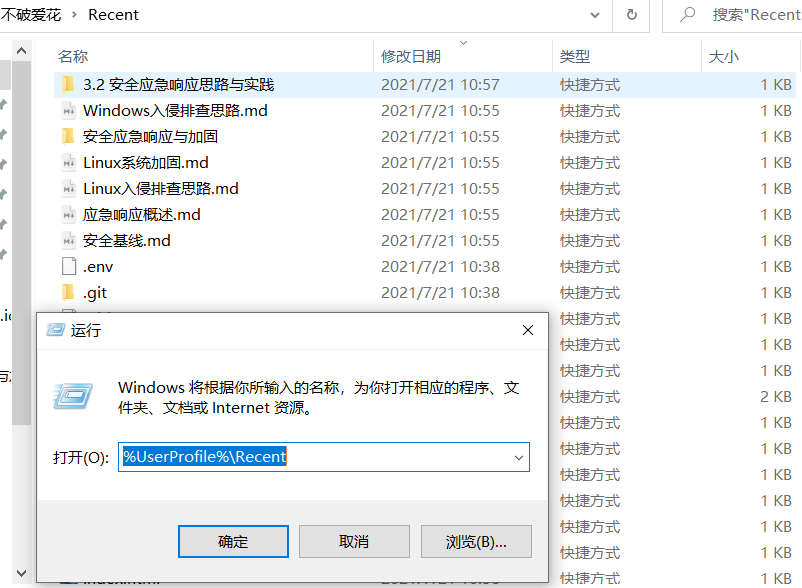 不破爱花 › Recent
搜索"Recent
名称 修改日期 类型 大小
3.2 安全应急响应思路与实践 2021/7/21 10:57 快捷方式 1 KB
Windows入侵排查思路.md 2021/7/21 10:55 快捷方式 1 KB
安全应急响应与加固 2021/7/21 10:55 快捷方式 1 KB
Linux系统加固.md 2021/7/21 10:55 快捷方式 1 KB
Linux入侵排查思路.md 2021/7/21 10:55 快捷方式 1 KB
应急响应概述.md 2021/7/21 10:55 快捷方式 1 KB
安全基线.md 2021/7/21 10:55 快捷方式 1 KB
.env 2021/7/21 10:38 快捷方式 1 KB
.git 2021/7/21 10:38 快捷方式 1 KB
快捷方式 1 KB
快捷方式 1 KB
快捷方式 1 KB
快捷方式 2 KB
快捷方式 1 KB
快捷方式 1 KB
快捷方式 1 KB
快捷方式 1 KB
快捷方式 1 KB
快捷方式 1 KB
快捷方式 1 KB
运行
Windows 将根据你所输入的名称，为你打开相应的程序、文
件夹、文档或 Internet 资源。
打开(O): %UserProfile%\Recent
确定 取消 浏览(B)...